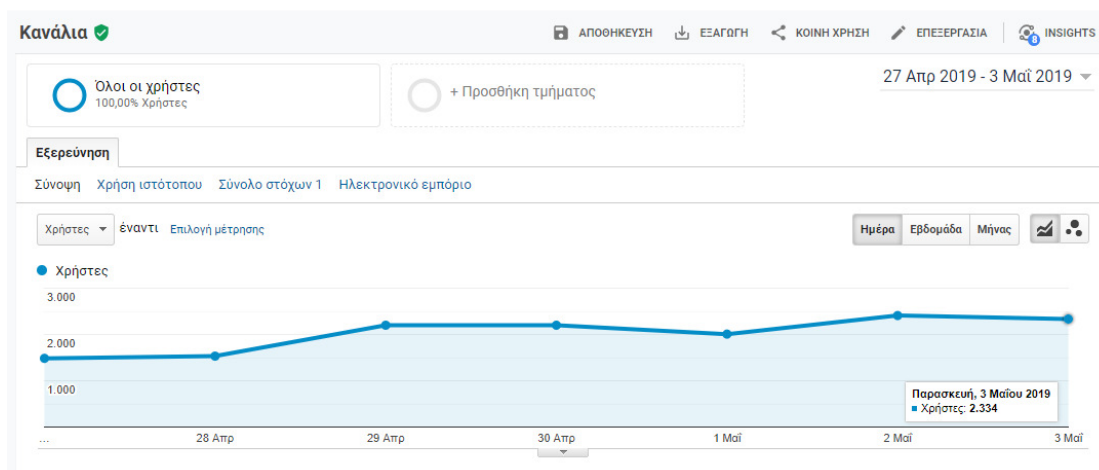 Κανάλια
ΑΠΟΘΗΚΕΥΣΗ ΕΞΑΓΩΓΗ ΚΟΙΝΗ ΧΡΗΣΗ ΕΠΕΞΕΡΓΑΣΙΑ 8 INSIGHTS
Όλοι οι χρήστες
100,00% Χρήστες
+ Προσθήκη τμήματος
27 Απρ 2019 - 3 Μαΐ 2019
Εξερεύνηση
Σύνοψη Χρήση ιστότοπου Σύνολο στόχων 1 Ηλεκτρονικό εμπόριο
Χρήστες έναντι Επιλογή μέτρησης
Ημέρα Εβδομάδα Μήνας
Χρήστες
3.000
2.000
1.000
Παρασκευή, 3 Μαΐου 2019
Χρήστες: 2.334
... 28 Απρ 29 Απρ 30 Απρ 1 Μαΐ 2 Μαΐ 3 Μαΐ